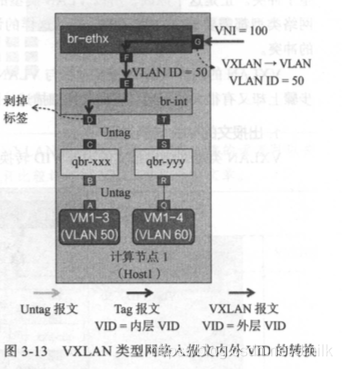 br-ethx
G
VNI = 100
F
VXLAN → VLAN
VLAN ID = 50
E
VLAN ID = 50
br-int
剥掉
标签
D
T
Untag
C
S
qbr-xxx
qbr-yyy
B
R
Untag
A
Q
VM1-3
(VLAN 50)
VM1-4
(VLAN 60)
计算节点 1
(Host1)
Untag 报文
Tag 报文
VID = 内层 VID
VXLAN 报文
VID = 外层 VID
图 3-13 VXLAN 类型网络入报文内外 VID 的转换